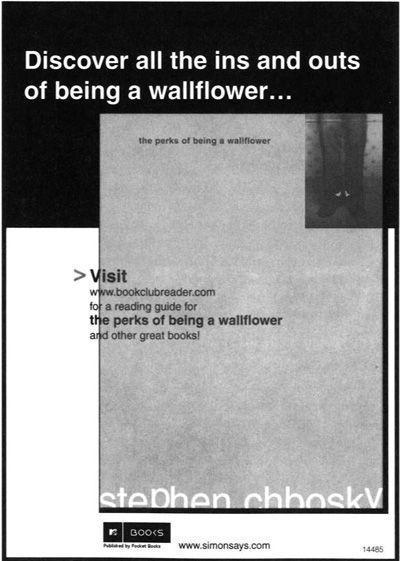 Discover all the ins and outs
of being a wallflower...
the perks of being a wallflower
> Visit
www.bookclubreader.com
for a reading guide for
the perks of being a wallflower
and other great books!
stephen chbosky
BOOKS
Published by Pocket Books
www.simonsays.com
14485